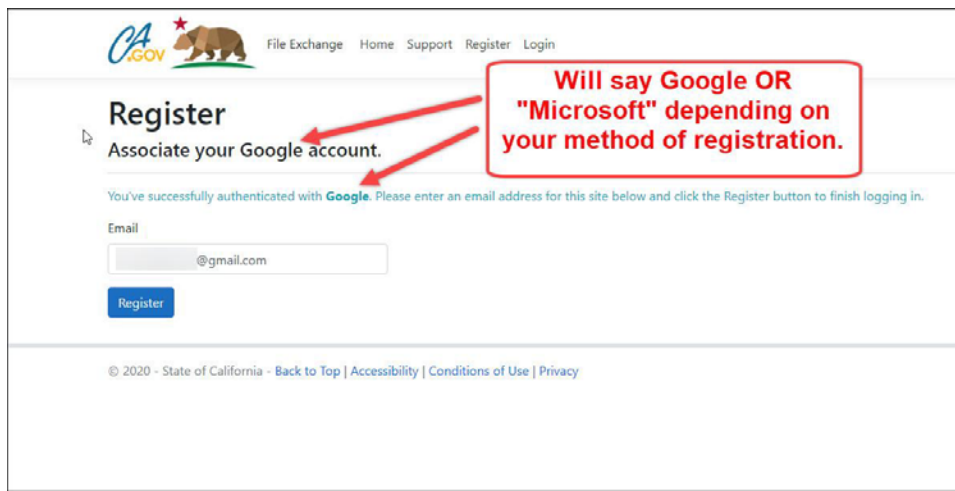 CA
.GOV
File Exchange Home Support Register Login
Will say Google OR
"Microsoft" depending on
your method of registration.
Register
Associate your Google account.
You've successfully authenticated with Google. Please enter an email address for this site below and click the Register button to finish logging in.
Email
@gmail.com
Register
© 2020 - State of California - Back to Top | Accessibility | Conditions of Use | Privacy